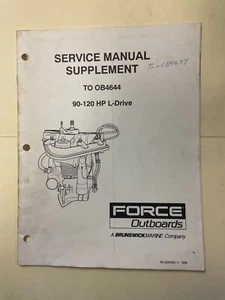 SERVICE MANUAL
SUPPLEMENT
TO OB4644
90-120 HP L-Drive
FORCE
Outboards
A BRUNSWICK MARINE Company